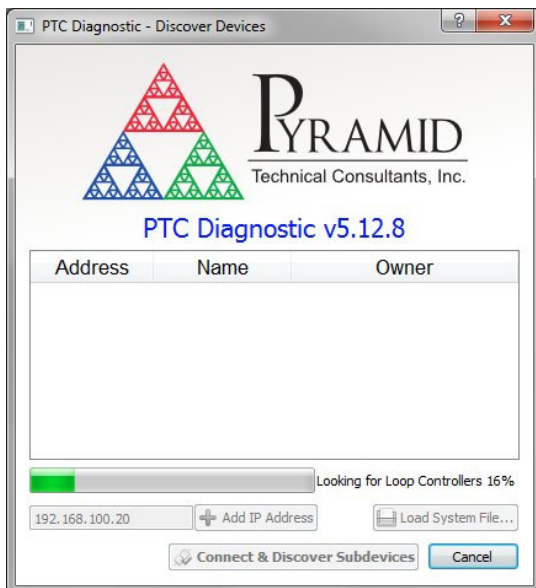 PTC Diagnostic - Discover Devices
PYRAMID
Technical Consultants, Inc.
PTC Diagnostic v5.12.8
Address Name Owner
Looking for Loop Controllers 16%
192.168.100.20 Add IP Address Load System File...
Connect & Discover Subdevices Cancel